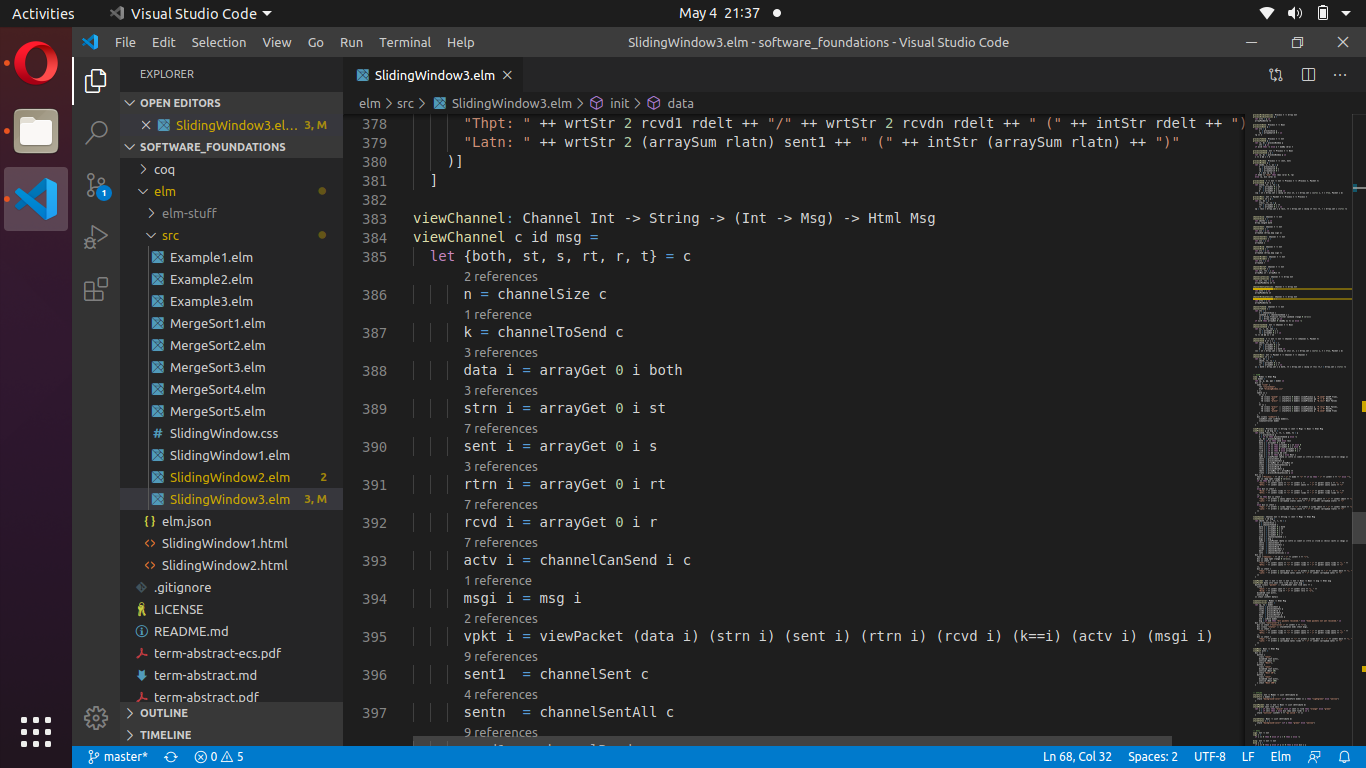 Activities
Visual Studio Code
May 4 21:37
File Edit Selection View Go Run Terminal Help
SlidingWindow3.elm - software_foundations - Visual Studio Code
EXPLORER
OPEN EDITORS
SlidingWindow3.el... 3, M
SOFTWARE_FOUNDATIONS
coq
elm
elm-stuff
src
Example1.elm
Example2.elm
Example3.elm
MergeSort1.elm
MergeSort2.elm
MergeSort3.elm
MergeSort4.elm
MergeSort5.elm
# SlidingWindow.css
SlidingWindow1.elm
SlidingWindow2.elm 2
SlidingWindow3.elm 3, M
{} elm.json
<> SlidingWindow1.html
<> SlidingWindow2.html
.gitignore
LICENSE
README.md
term-abstract-ecs.pdf
term-abstract.md
term-abstract.pdf
OUTLINE
TIMELINE
1
SlidingWindow3.elm
elm > src > SlidingWindow3.elm > init > data
378 "Thpt: " ++ wrtStr 2 rcvd1 rdelt ++ "/" ++ wrtStr 2 rcvdn rdelt ++ " (" ++ intStr rdelt ++ ")
379 "Latn: " ++ wrtStr 2 (arraySum rlatn) sent1 ++ " (" ++ intStr (arraySum rlatn) ++ ")"
380 )]
381 ]
382
383 viewChannel: Channel Int -> String -> (Int -> Msg) -> Html Msg
384 viewChannel c id msg =
385 let {both, st, s, rt, r, t} = c
2 references
386 n = channelSize c
1 reference
387 k = channelToSend c
3 references
388 data i = arrayGet 0 i both
3 references
389 strn i = arrayGet 0 i st
7 references
390 sent i = arrayGet 0 i s
3 references
391 rtrn i = arrayGet 0 i rt
7 references
392 rcvd i = arrayGet 0 i r
7 references
393 actv i = channelCanSend i c
1 reference
394 msgi i = msg i
2 references
395 vpkt i = viewPacket (data i) (strn i) (sent i) (rtrn i) (rcvd i) (k==i) (actv i) (msgi i)
9 references
396 sent1 = channelSent c
4 references
397 sentn = channelSentAll c
9 references
master* 0 5
Ln 68, Col 32 Spaces: 2 UTF-8 LF Elm